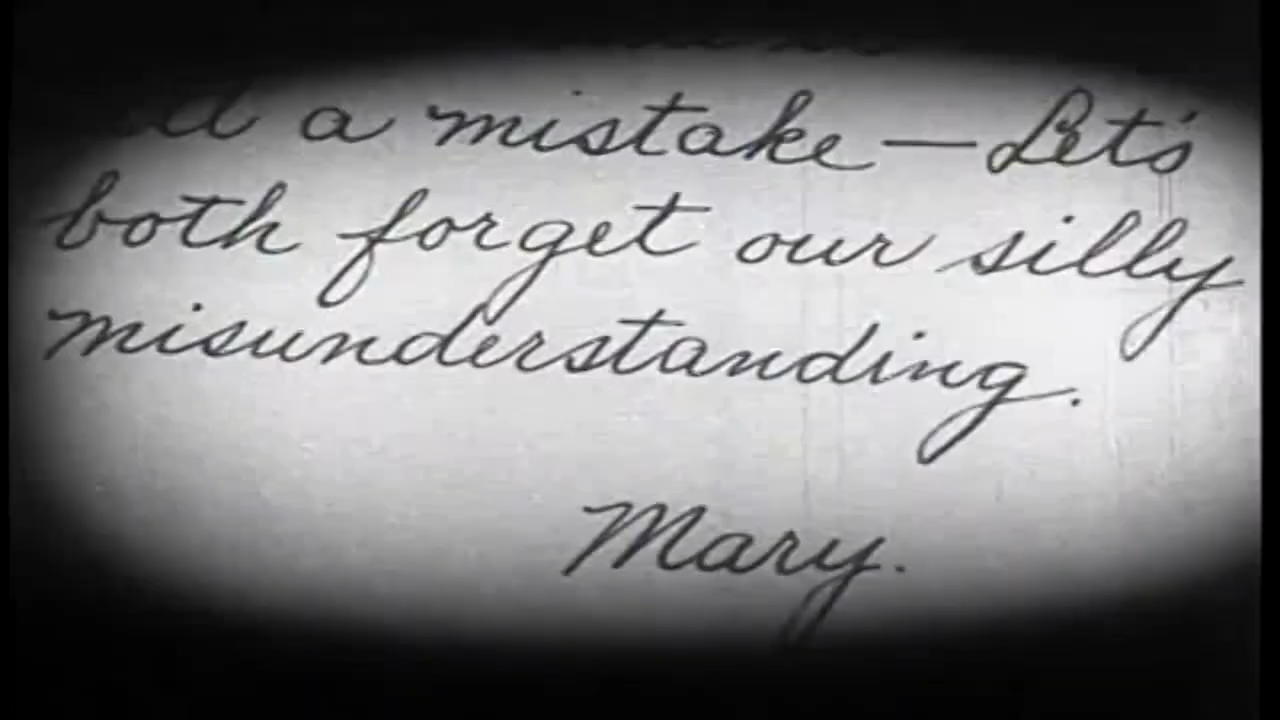 a mistake — Let's
both forget our silly
misunderstanding.
Mary.